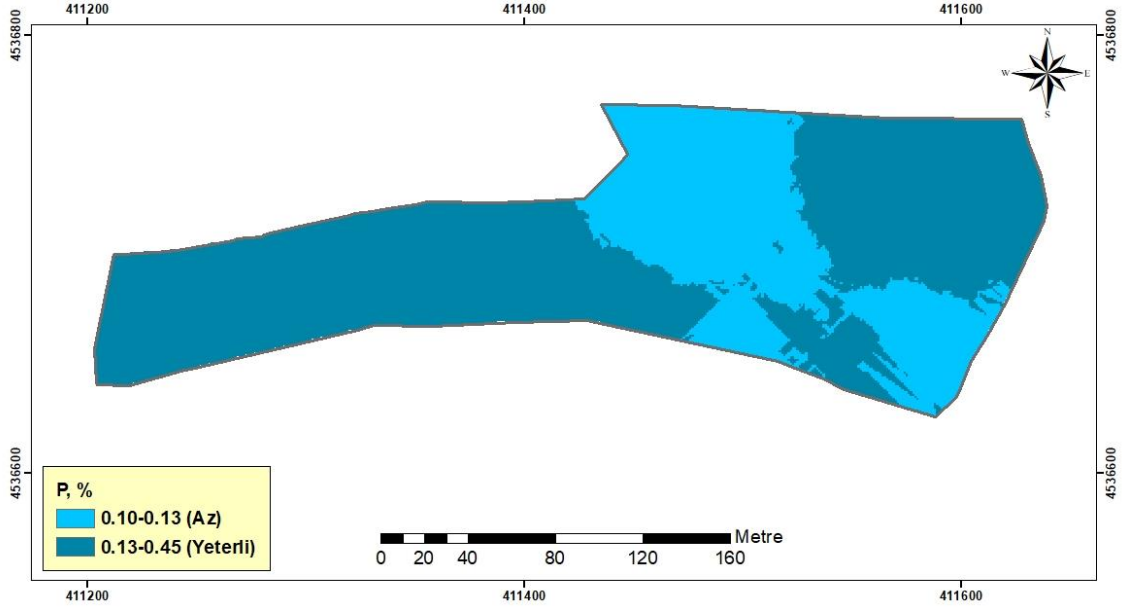 411200 411400 411600
4536800 4536800
N
W E
S
4536600 4536600
P, %
0.10-0.13 (Az)
0.13-0.45 (Yeterli)
Metre
0 20 40 80 120 160
411200 411400 411600